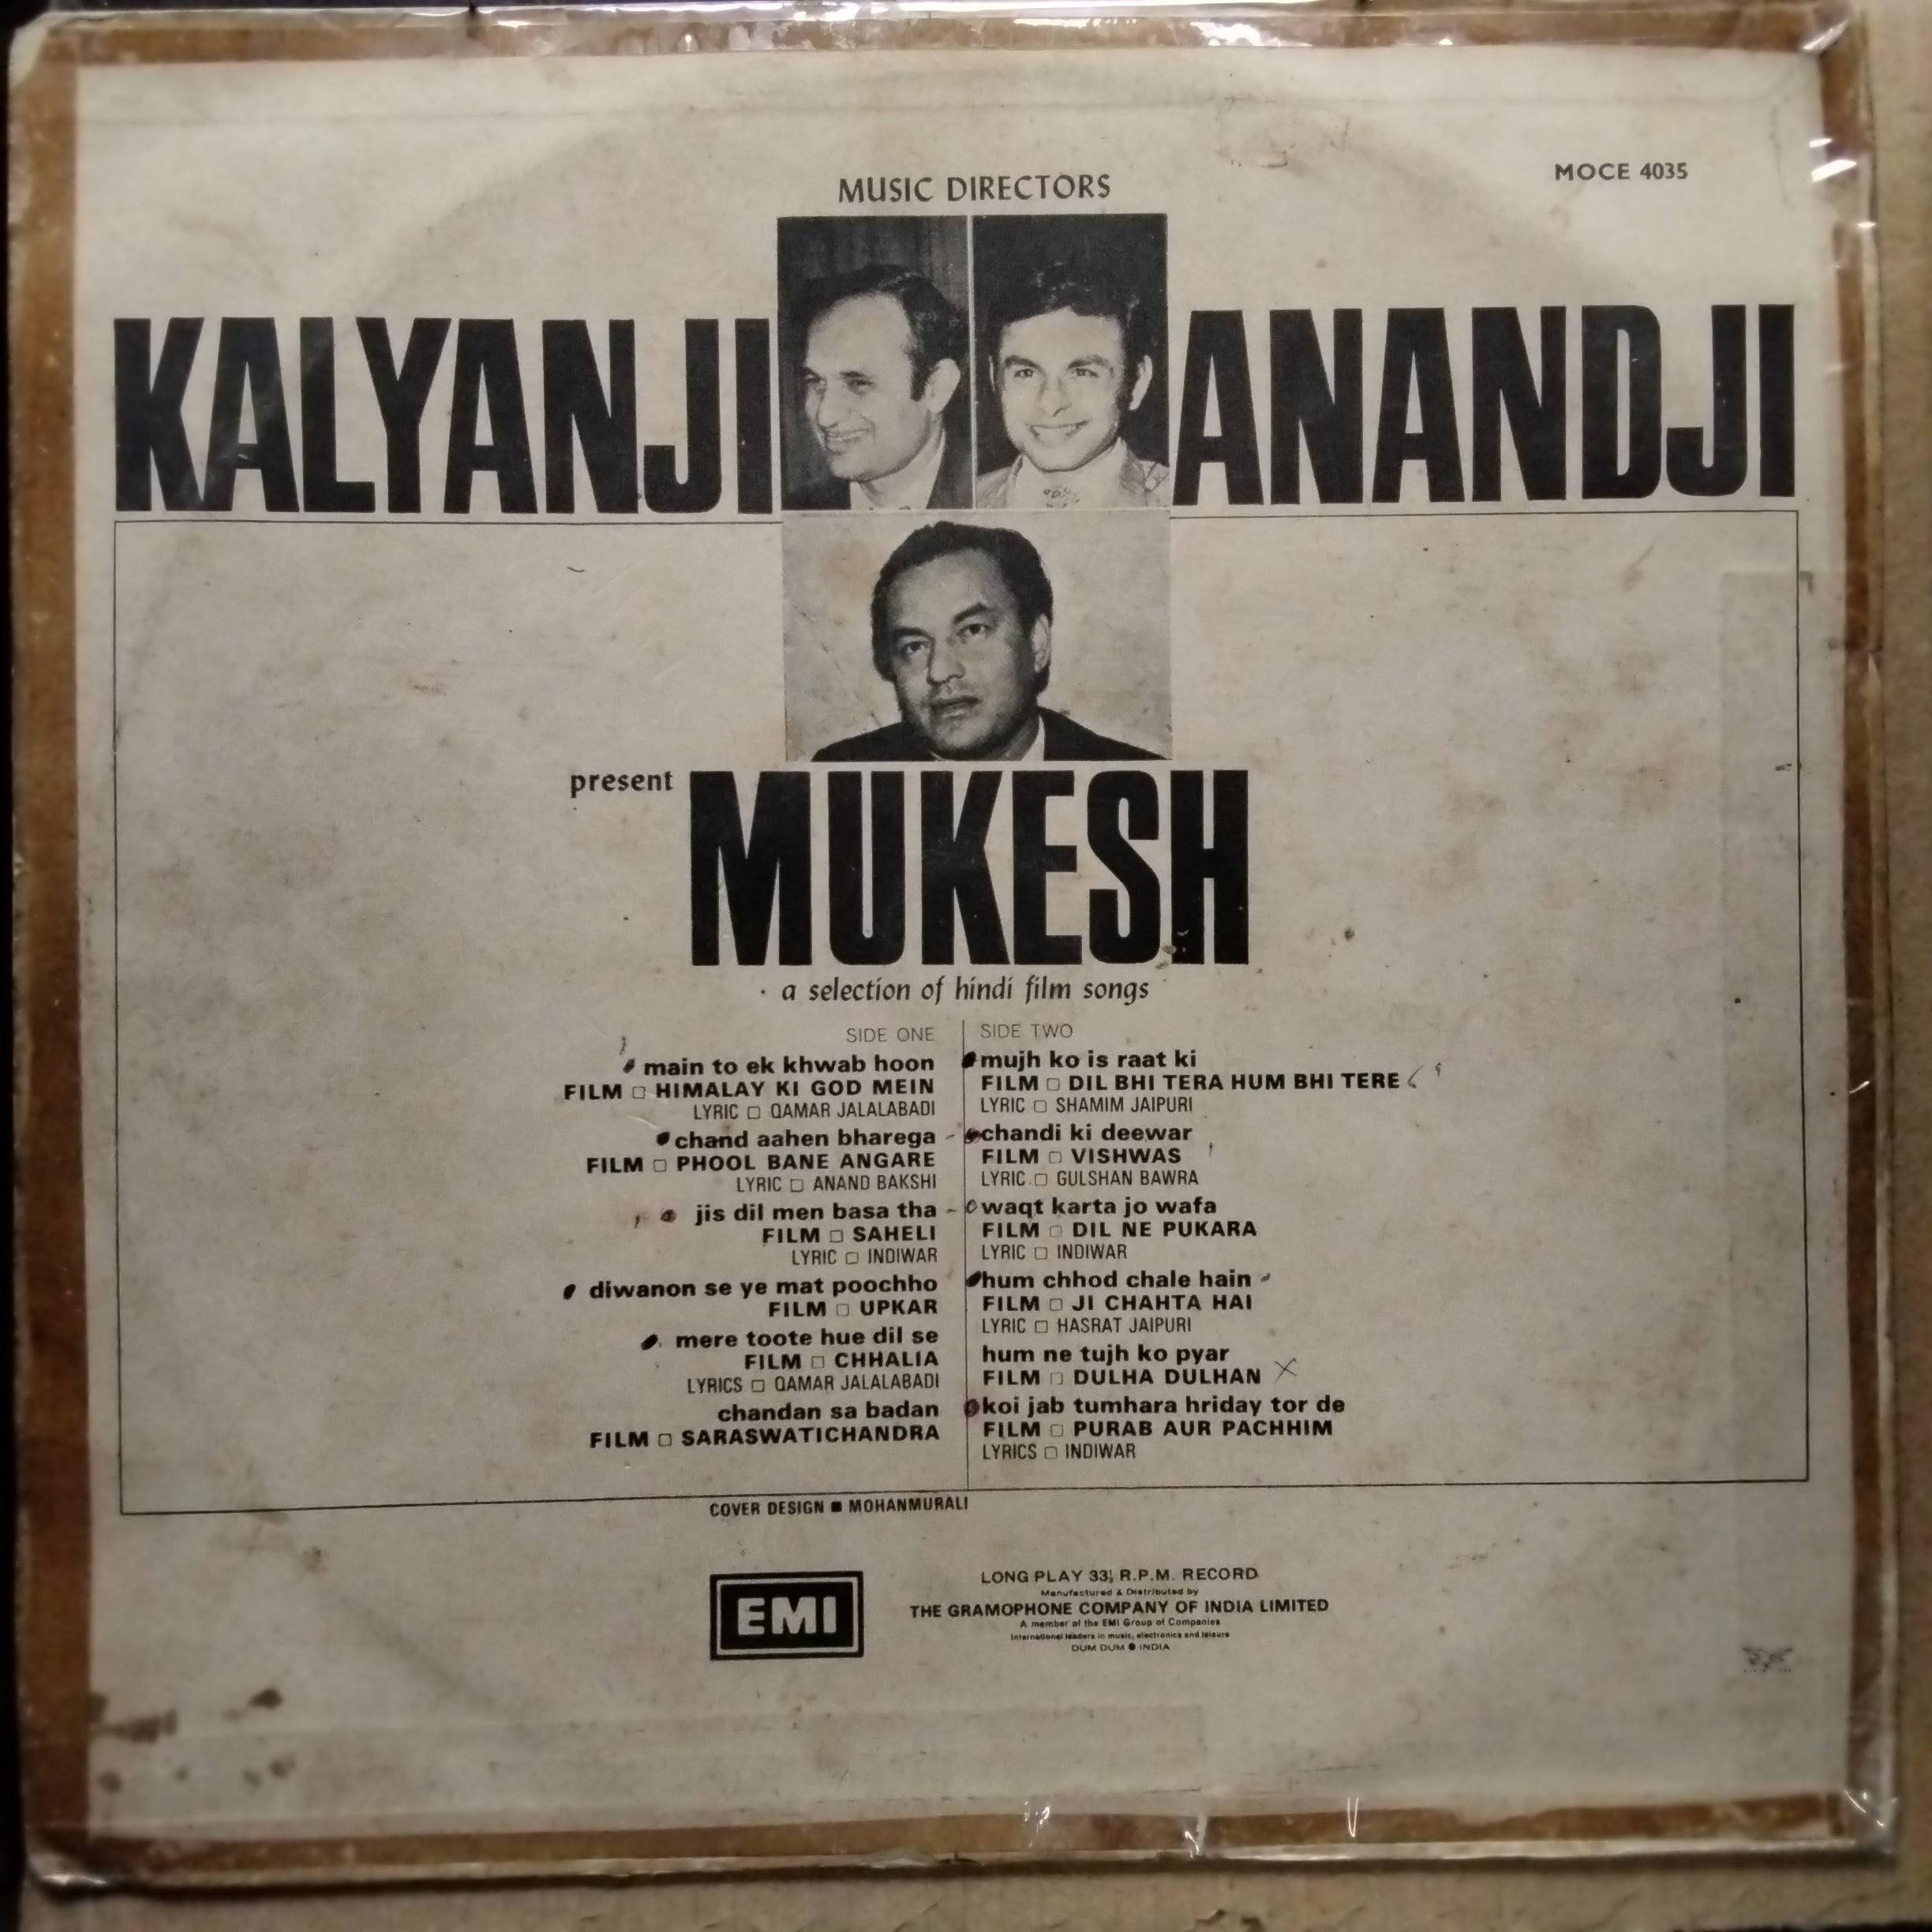 MOCE 4035
MUSIC DIRECTORS
KALYANJI ANANDJI
present MUKESH
a selection of hindi film songs
SIDE ONE
main to ek khwab hoon
FILM □ HIMALAY KI GOD MEIN
LYRIC □ QAMAR JALALABADI
chand aahen bharega
FILM □ PHOOL BANE ANGARE
LYRIC □ ANAND BAKSHI
jis dil men basa tha
FILM □ SAHELI
LYRIC □ INDIWAR
diwanon se ye mat poochho
FILM □ UPKAR
mere toote hue dil se
FILM □ CHHALIA
LYRICS □ QAMAR JALALABADI
chandan sa badan
FILM □ SARASWATICHANDRA
SIDE TWO
mujh ko is raat ki
FILM □ DIL BHI TERA HUM BHI TERE
LYRIC □ SHAMIM JAIPURI
chandi ki deewar
FILM □ VISHWAS
LYRIC □ GULSHAN BAWRA
waqt karta jo wafa
FILM □ DIL NE PUKARA
LYRIC □ INDIWAR
hum chhod chale hain
FILM □ JI CHAHTA HAI
LYRIC □ HASRAT JAIPURI
hum ne tujh ko pyar
FILM □ DULHA DULHAN
koi jab tumhara hriday tor de
FILM □ PURAB AUR PACHHIM
LYRICS □ INDIWAR
COVER DESIGN ■ MOHANMURALI
EMI
LONG PLAY 33⅓ R.P.M. RECORD
Manufactured & Distributed by
THE GRAMOPHONE COMPANY OF INDIA LIMITED
A member of the EMI Group of Companies
International leaders in music, electronics and leisure
DUM DUM ● INDIA